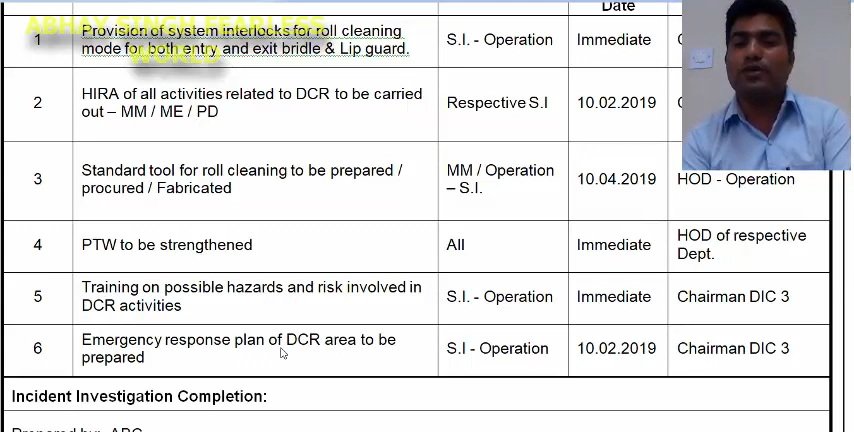 ABHAY SINGH FEARLESS
WORLD
Date
1
Provision of system interlocks for roll cleaning
mode for both entry and exit bridle & Lip guard.
S.I. - Operation
Immediate
2
HIRA of all activities related to DCR to be carried
out – MM / ME / PD
Respective S.I
10.02.2019
3
Standard tool for roll cleaning to be prepared /
procured / Fabricated
MM / Operation
– S.I.
10.04.2019
HOD - Operation
4
PTW to be strengthened
All
Immediate
HOD of respective
Dept.
5
Training on possible hazards and risk involved in
DCR activities
S.I. - Operation
Immediate
Chairman DIC 3
6
Emergency response plan of DCR area to be
prepared
S.I - Operation
10.02.2019
Chairman DIC 3
Incident Investigation Completion:
Prepared by- ABC